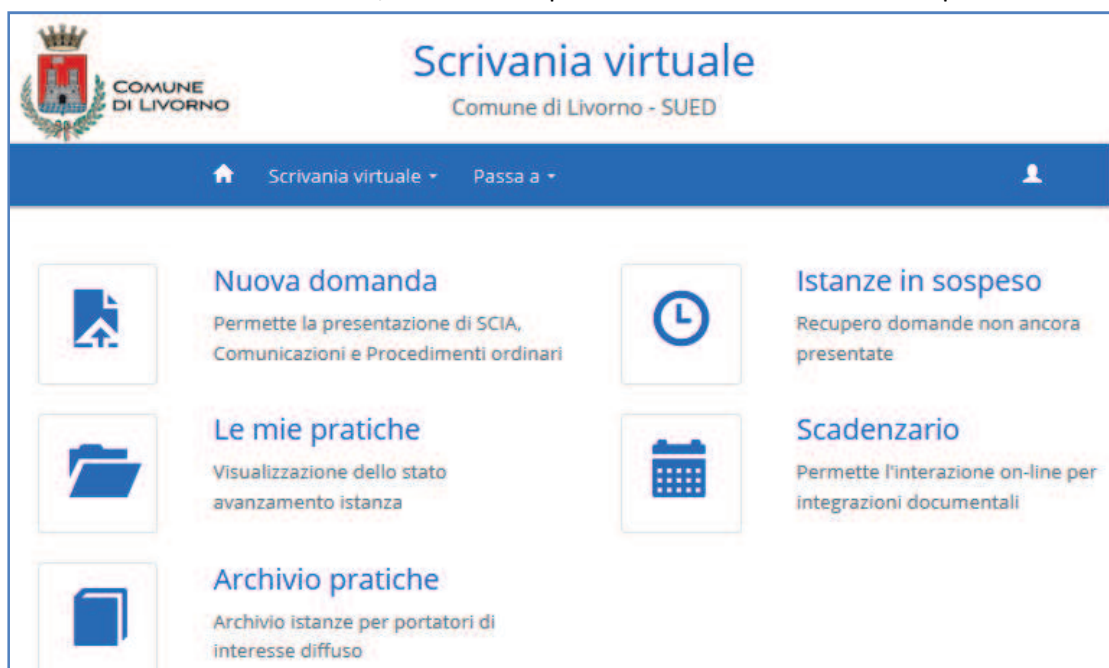 COMUNE
DI LIVORNO
Scrivania virtuale
Comune di Livorno - SUED
Scrivania virtuale
Passa a
Nuova domanda
Permette la presentazione di SCIA,
Comunicazioni e Procedimenti ordinari
Istanze in sospeso
Recupero domande non ancora
presentate
Le mie pratiche
Visualizzazione dello stato
avanzamento istanza
Scadenzario
Permette l'interazione on-line per
integrazioni documentali
Archivio pratiche
Archivio istanze per portatori di
interesse diffuso